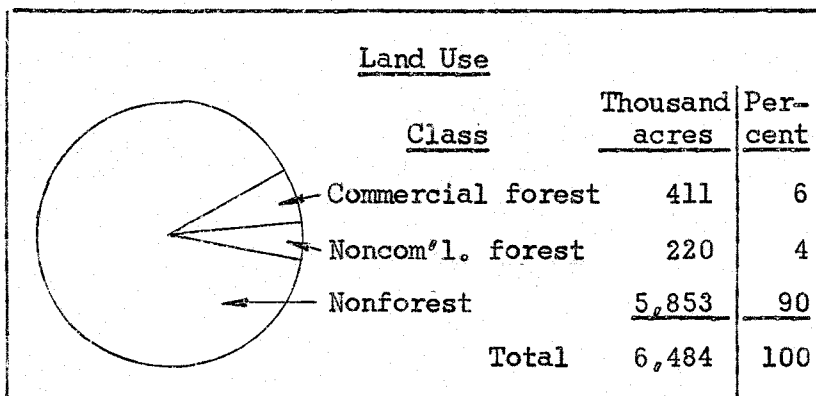 Land Use
Thousand Per-
Class acres cent
Commercial forest 411 6
Noncom'l. forest 220 4
Nonforest 5,853 90
Total 6,484 100